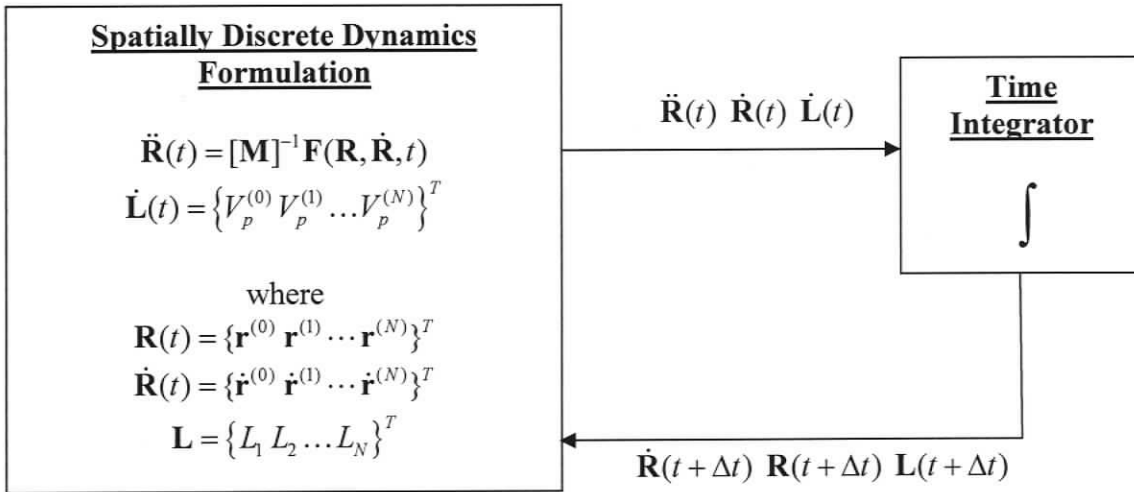 Spatially Discrete Dynamics
Formulation
R̈(t) = [M]⁻¹ F(R, Ṙ, t)
L̇(t) = {V_p^(0) V_p^(1) … V_p^(N)}^T
where
R(t) = {r^(0) r^(1) ⋯ r^(N)}^T
Ṙ(t) = {ṙ^(0) ṙ^(1) ⋯ ṙ^(N)}^T
L = {L_1 L_2 … L_N}^T
R̈(t) Ṙ(t) L̇(t)
Time
Integrator
∫
Ṙ(t + Δt) R(t + Δt) L(t + Δt)